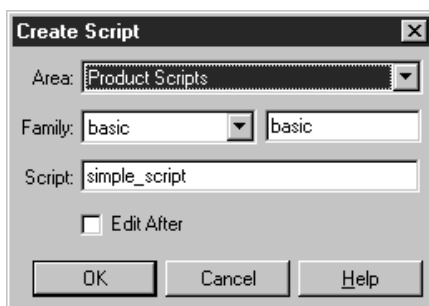 Create Script
Area: Product Scripts
Family: basic basic
Script: simple_script
Edit After
OK Cancel Help